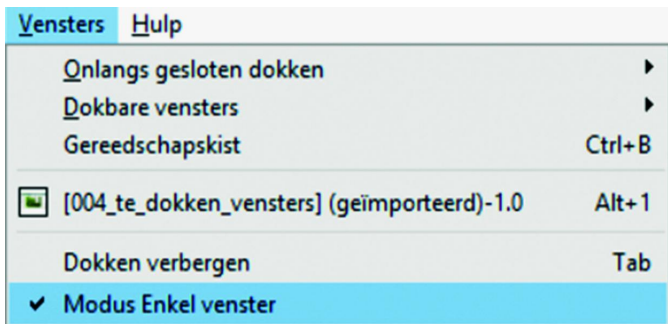 Vensters Hulp
Onlangs gesloten dokken
Dokbare vensters
Gereedschapskist Ctrl+B
[004_te_dokken_vensters] (geïmporteerd)-1.0 Alt+1
Dokken verbergen Tab
Modus Enkel venster